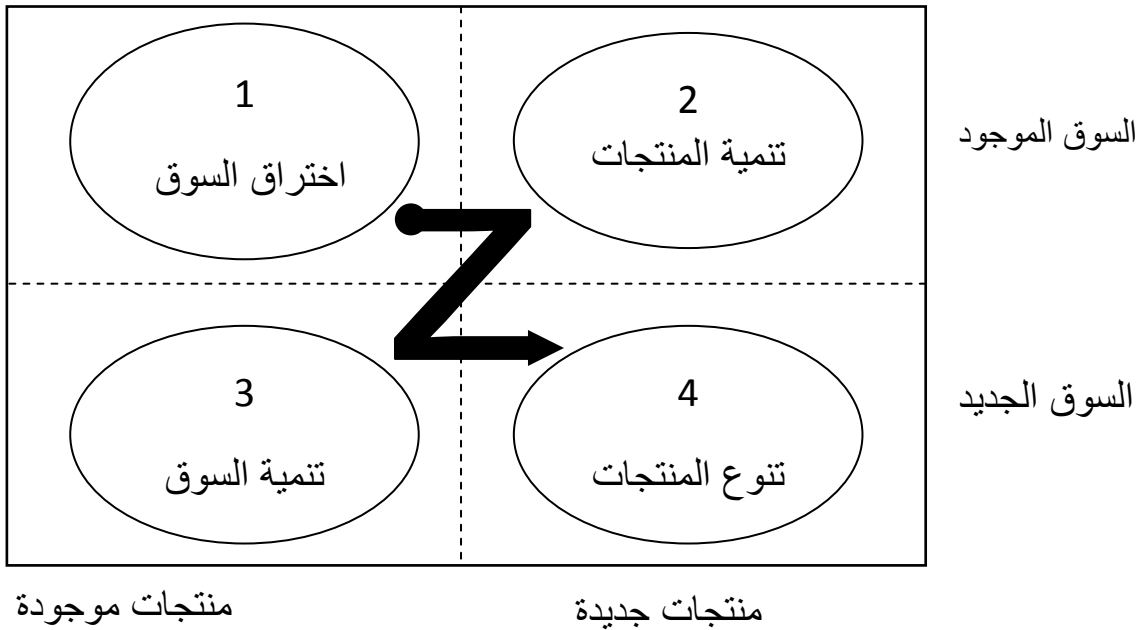 1
اختراق السوق
2
تنمية المنتجات
السوق الموجود
3
تنمية السوق
4
تنوع المنتجات
السوق الجديد
منتجات موجودة
منتجات جديدة